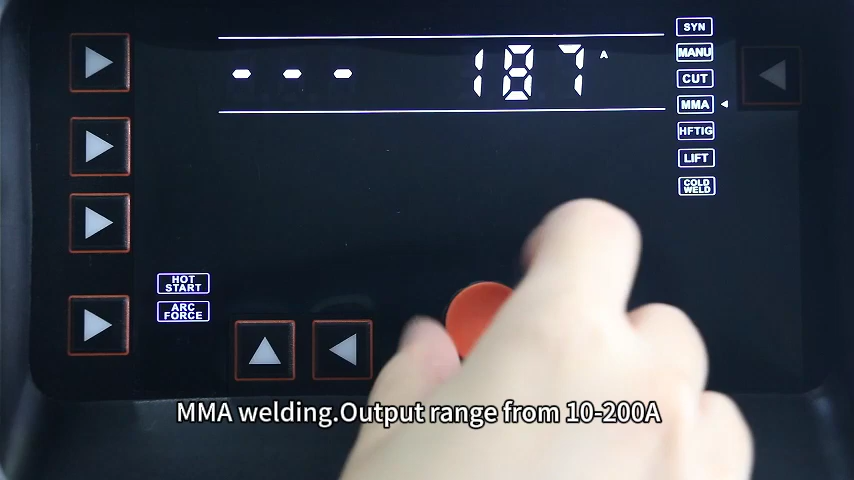 SYN
--- 187 A
MANU
CUT
MMA
HFTIG
LIFT
COLD
WELD
HOT
START
ARC
FORCE
MMA welding.Output range from 10-200A